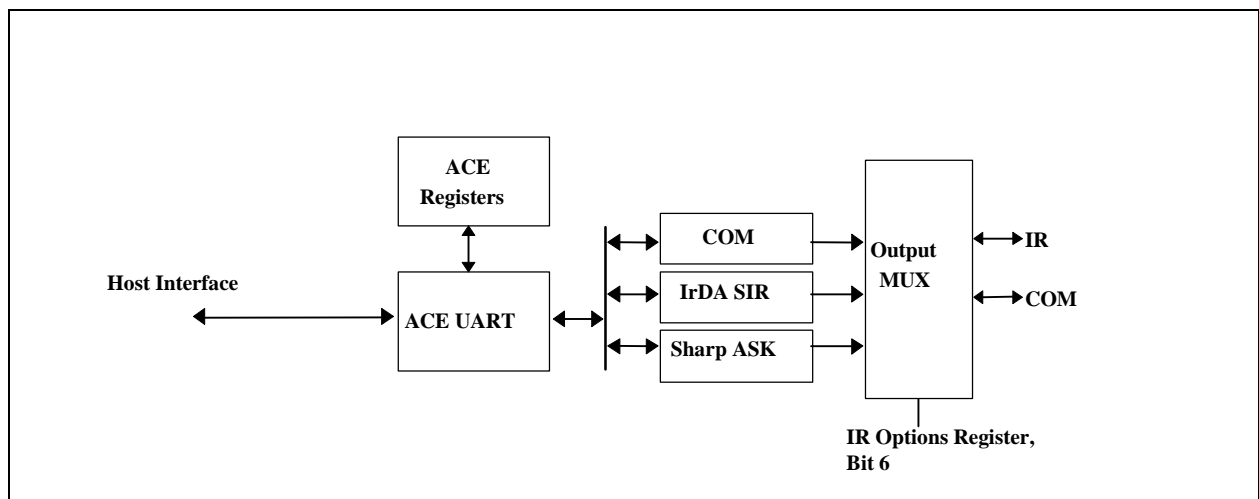 ACE
Registers
Host Interface
ACE UART
COM
IrDA SIR
Sharp ASK
Output
MUX
IR
COM
IR Options Register,
Bit 6